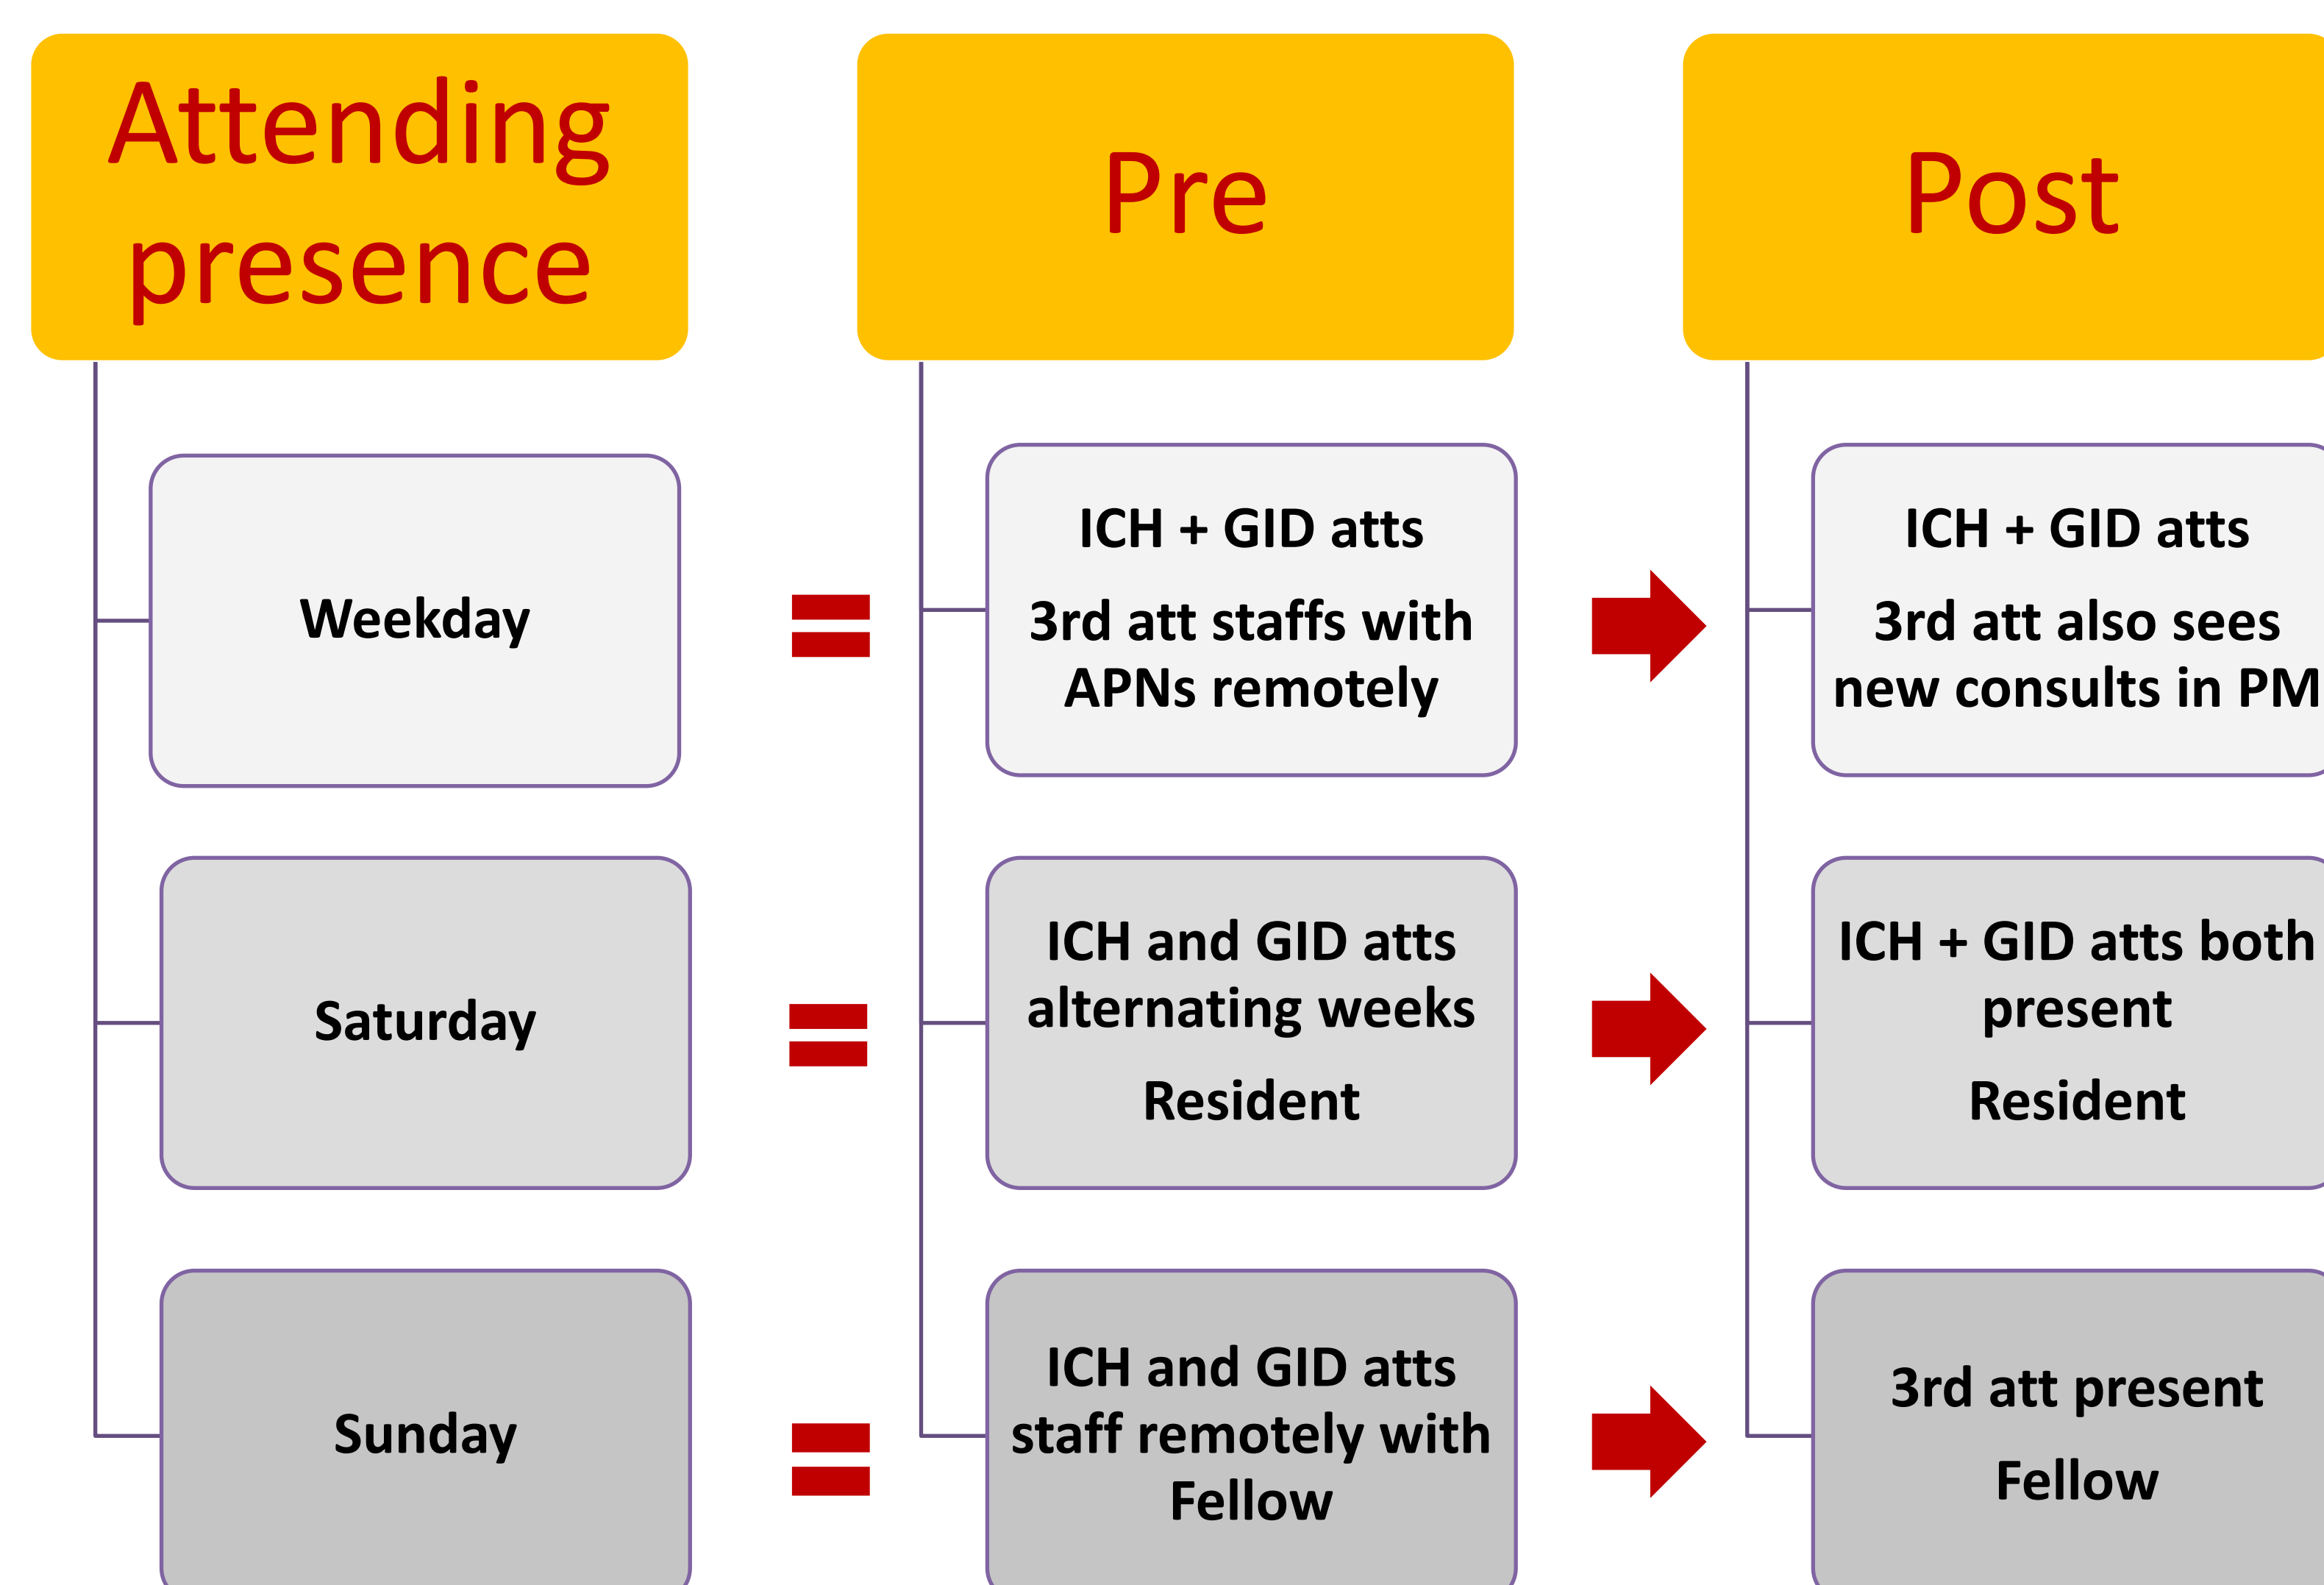 Attending
presence
Pre
Post
Weekday
ICH + GID atts
3rd att staffs with
APNs remotely
ICH + GID atts
3rd att also sees
new consults in PM
Saturday
ICH and GID atts
alternating weeks
Resident
ICH + GID atts both
present
Resident
Sunday
ICH and GID atts
staff remotely with
Fellow
3rd att present
Fellow